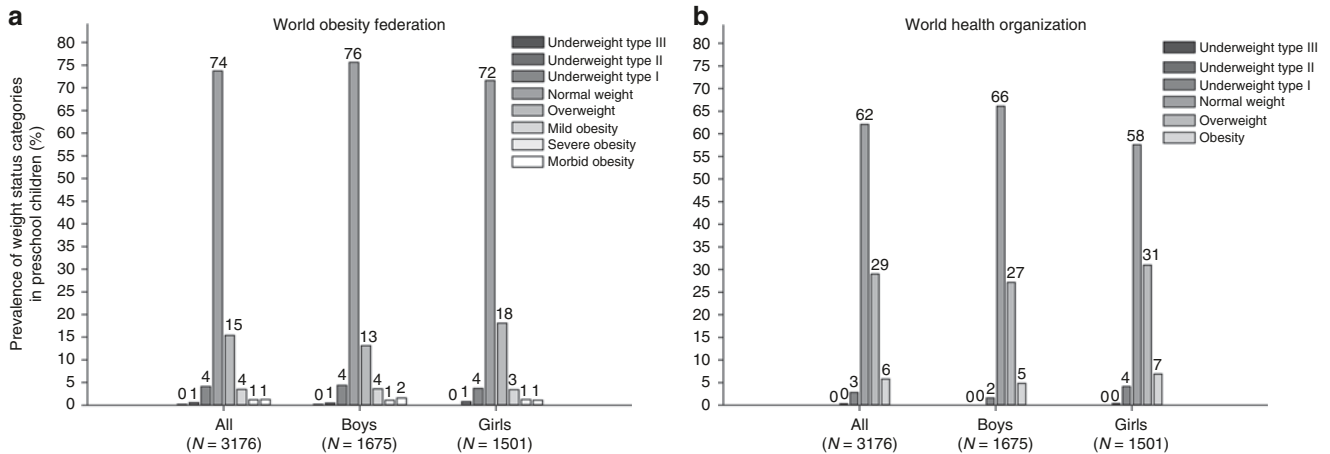 a
World obesity federation
Prevalence of weight status categories
in preschool children (%)
80
75
70
65
60
55
50
45
40
35
30
25
20
15
10
5
0
Underweight type III
Underweight type II
Underweight type I
Normal weight
Overweight
Mild obesity
Severe obesity
Morbid obesity
0 1 4 74 15 4 1 1
0 1 4 76 13 4 1 2
0 1 4 72 18 3 1 1
All Boys Girls
(N = 3176) (N = 1675) (N = 1501)
b
World health organization
80
75
70
65
60
55
50
45
40
35
30
25
20
15
10
5
0
Underweight type III
Underweight type II
Underweight type I
Normal weight
Overweight
Obesity
0 0 3 62 29 6
0 0 2 66 27 5
0 0 4 58 31 7
All Boys Girls
(N = 3176) (N = 1675) (N = 1501)